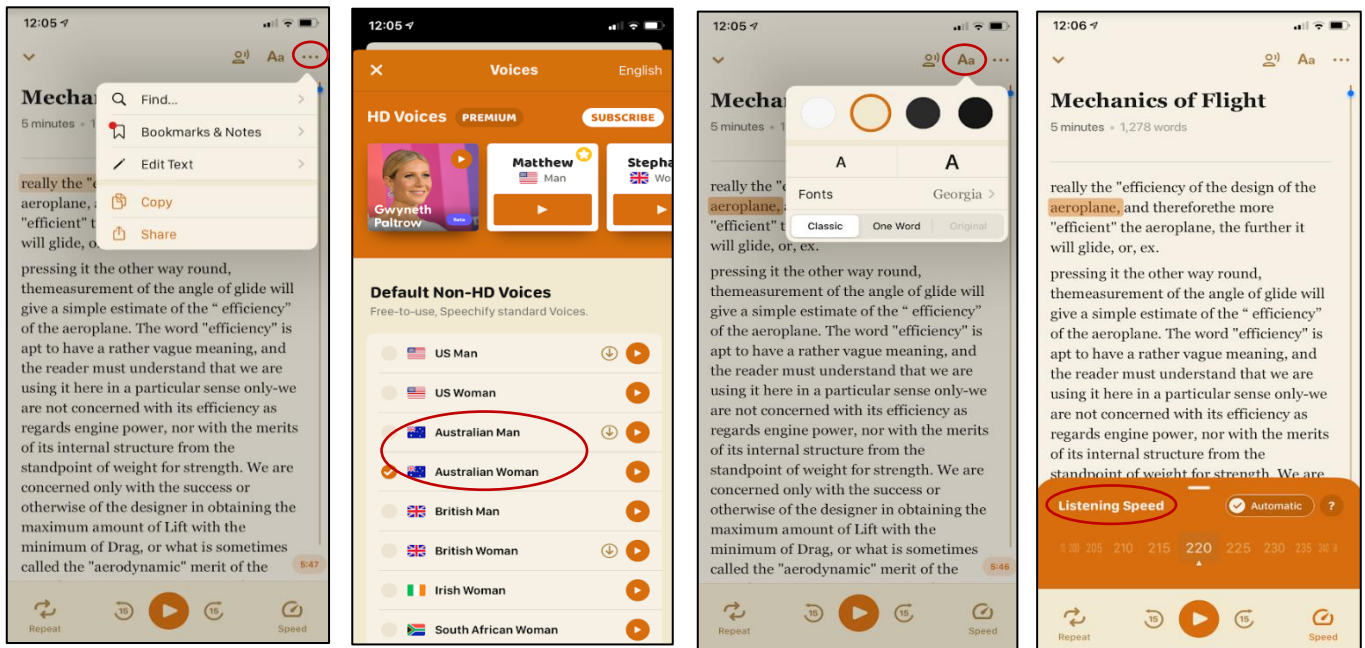 12:05
Aa ...
Mecha
5 minutes • 1
Find...
Bookmarks & Notes
Edit Text
Copy
Share
really the "e
aeroplane,
"efficient" t
will glide, o
pressing it the other way round,
themeasurement of the angle of glide will
give a simple estimate of the “ efficiency”
of the aeroplane. The word "efficiency" is
apt to have a rather vague meaning, and
the reader must understand that we are
using it here in a particular sense only-we
are not concerned with its efficiency as
regards engine power, nor with the merits
of its internal structure from the
standpoint of weight for strength. We are
concerned only with the success or
otherwise of the designer in obtaining the
maximum amount of Lift with the
minimum of Drag, or what is sometimes
called the "aerodynamic" merit of the
5:47
15 15
Repeat Speed
12:05
Voices English
HD Voices PREMIUM SUBSCRIBE
Gwyneth
Paltrow Beta
Matthew
Man
Stepha
Wo
Default Non-HD Voices
Free-to-use, Speechify standard Voices.
US Man
US Woman
Australian Man
Australian Woman
British Man
British Woman
Irish Woman
South African Woman
12:05
Aa ...
Mecha
5 minutes • 1
A A
Fonts Georgia
Classic One Word Original
really the "e
aeroplane,
"efficient" t
will glide, or, ex.
pressing it the other way round,
themeasurement of the angle of glide will
give a simple estimate of the “ efficiency”
of the aeroplane. The word "efficiency" is
apt to have a rather vague meaning, and
the reader must understand that we are
using it here in a particular sense only-we
are not concerned with its efficiency as
regards engine power, nor with the merits
of its internal structure from the
standpoint of weight for strength. We are
concerned only with the success or
otherwise of the designer in obtaining the
maximum amount of Lift with the
minimum of Drag, or what is sometimes
called the "aerodynamic" merit of the
5:46
15 15
Repeat Speed
12:06
Aa ...
Mechanics of Flight
5 minutes • 1,278 words
really the "efficiency of the design of the
aeroplane, and thereforethe more
"efficient" the aeroplane, the further it
will glide, or, ex.
pressing it the other way round,
themeasurement of the angle of glide will
give a simple estimate of the “ efficiency”
of the aeroplane. The word "efficiency" is
apt to have a rather vague meaning, and
the reader must understand that we are
using it here in a particular sense only-we
are not concerned with its efficiency as
regards engine power, nor with the merits
of its internal structure from the
standpoint of weight for strength. We are
Listening Speed Automatic ?
200 205 210 215 220 225 230 235 240
15 15
Repeat Speed